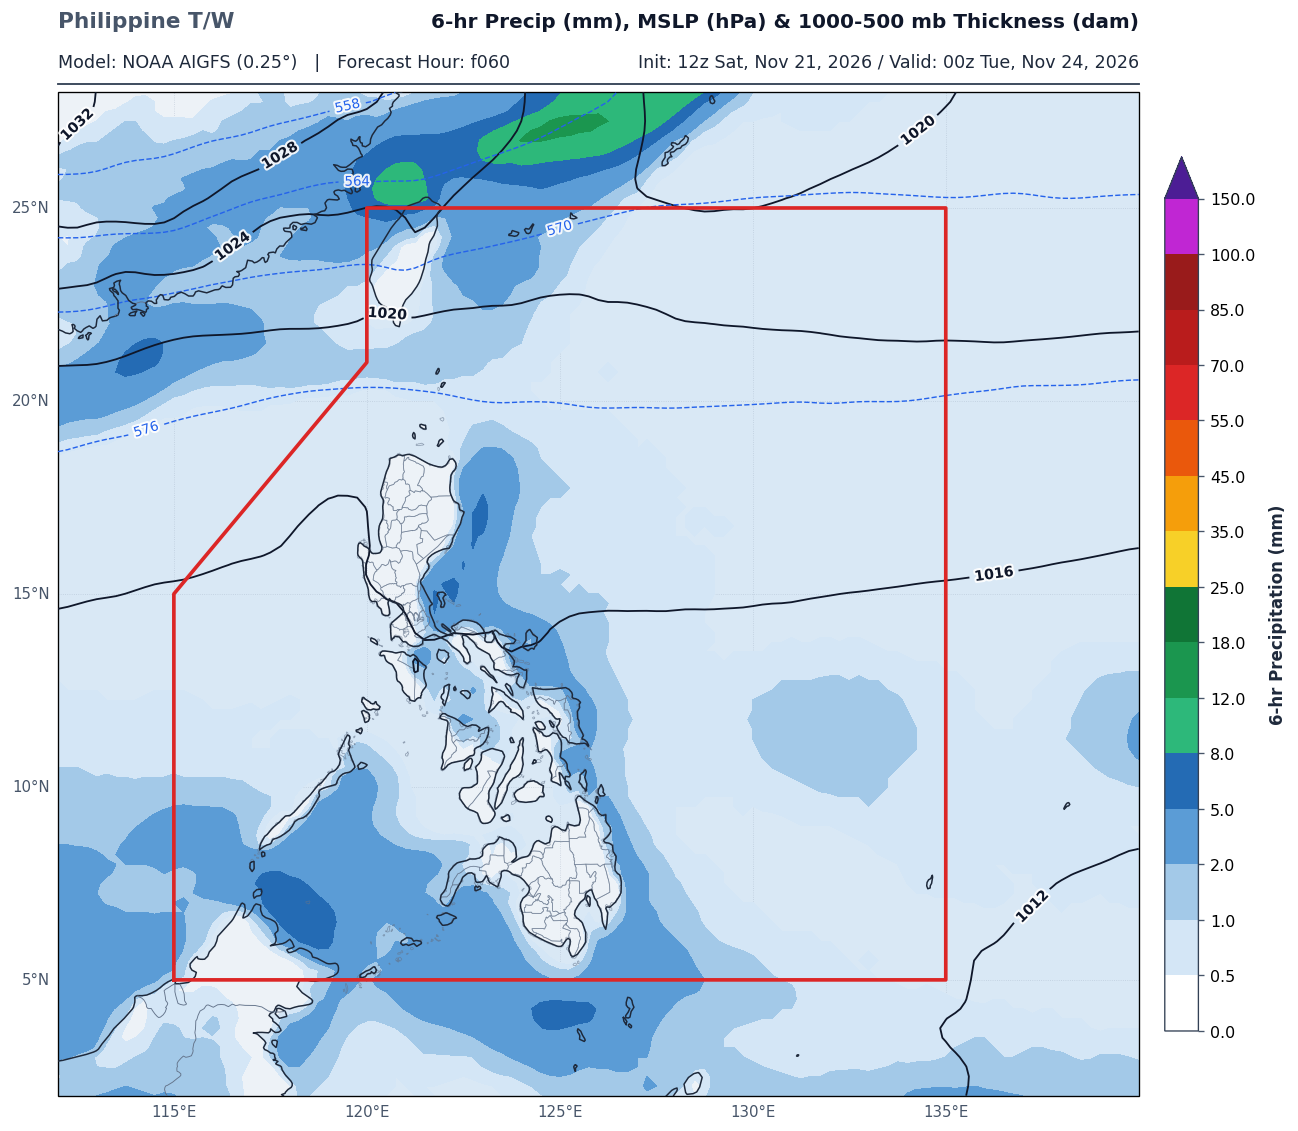 Philippine T/W
6-hr Precip (mm), MSLP (hPa) & 1000-500 mb Thickness (dam)
Model: NOAA AIGFS (0.25°) | Forecast Hour: f060
Init: 12z Sat, Nov 21, 2026 / Valid: 00z Tue, Nov 24, 2026
1032
558
1028
1020
564
25°N
570
1024
1020
20°N
576
1016
15°N
10°N
1012
5°N
115°E
120°E
125°E
130°E
135°E
150.0
100.0
85.0
70.0
55.0
45.0
35.0
25.0
18.0
12.0
8.0
5.0
2.0
1.0
0.5
0.0
6-hr Precipitation (mm)